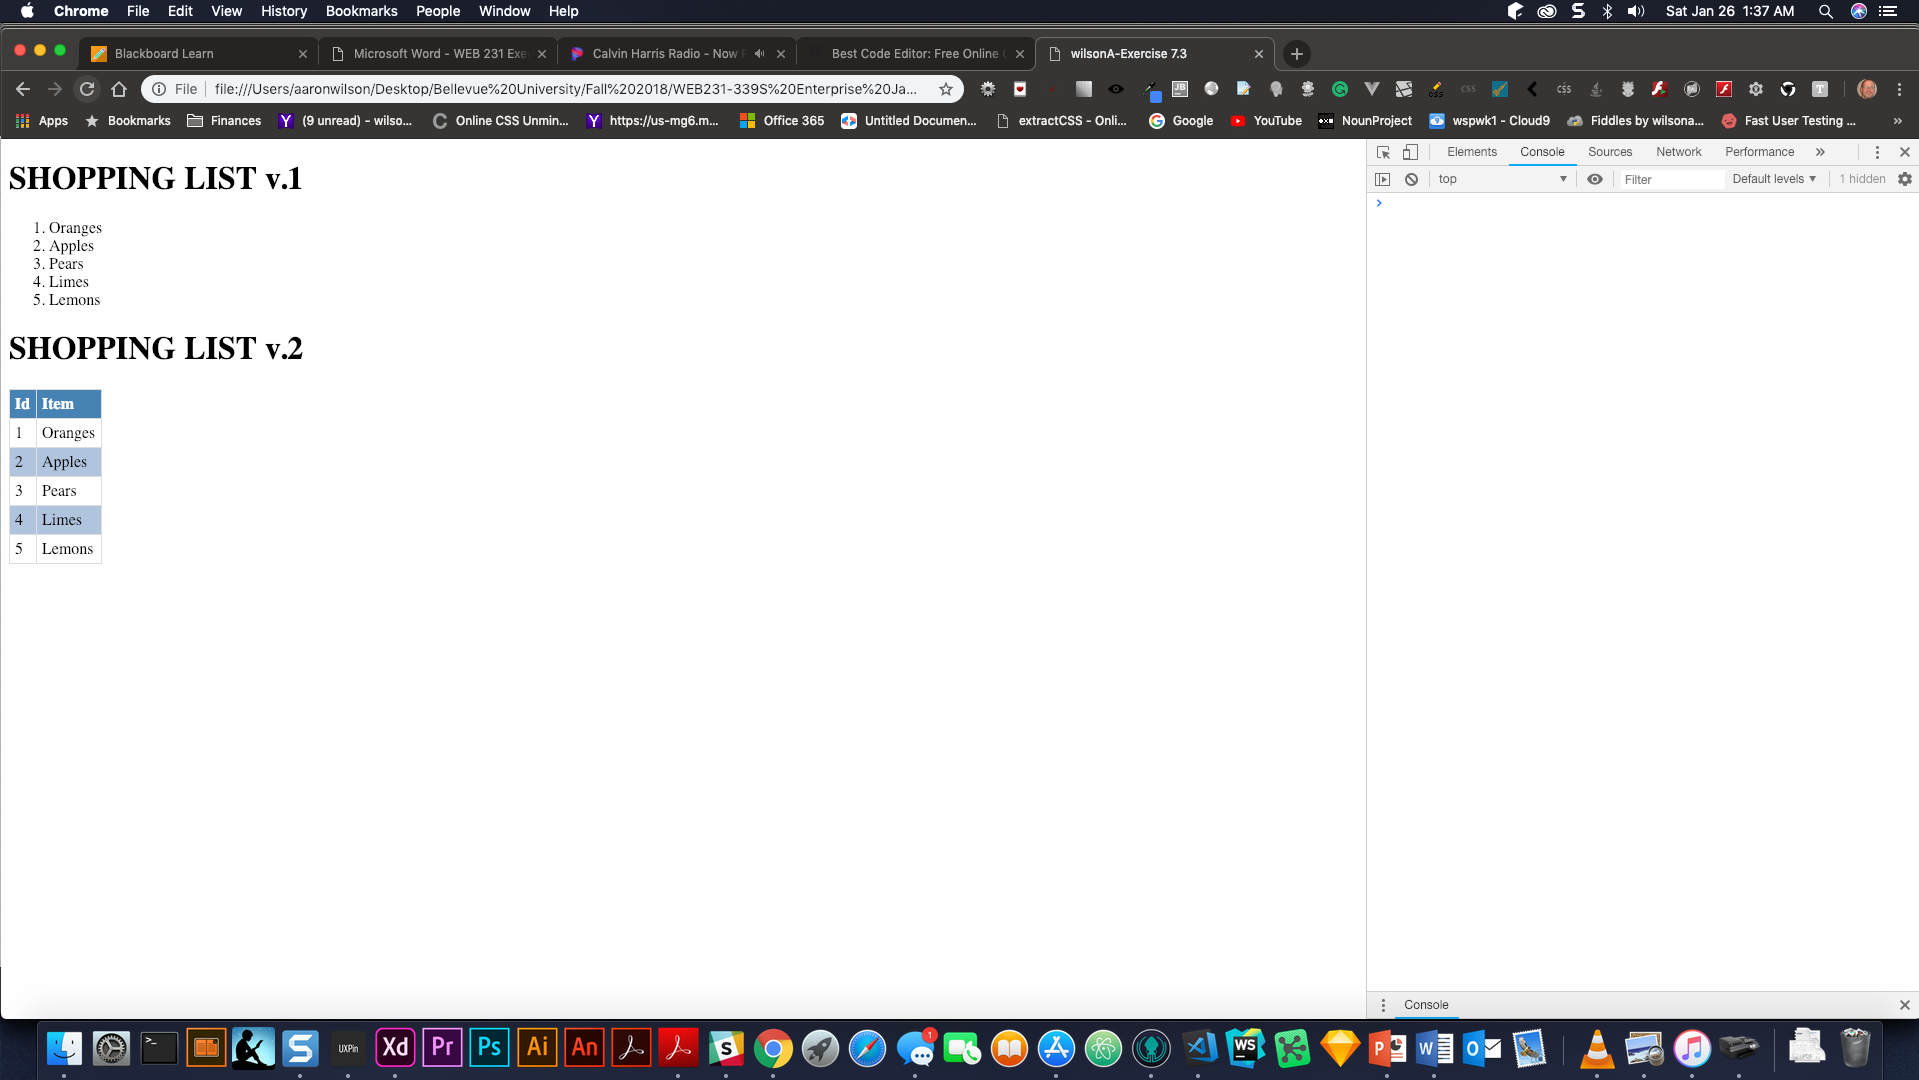 Chrome File Edit View History Bookmarks People Window Help Sat Jan 26 1:37 AM
Blackboard Learn Microsoft Word - WEB 231 Exe Calvin Harris Radio - Now Best Code Editor: Free Online wilsonA-Exercise 7.3
File file:///Users/aaronwilson/Desktop/Bellevue%20University/Fall%202018/WEB231-339S%20Enterprise%20Ja...
Apps Bookmarks Finances (9 unread) - wilso... Online CSS Unmin... https://us-mg6.m... Office 365 Untitled Documen... extractCSS - Onli... Google YouTube NounProject wspwk1 - Cloud9 Fiddles by wilsona... Fast User Testing ... »
Elements Console Sources Network Performance »
top Filter Default levels 1 hidden
SHOPPING LIST v.1
1. Oranges
2. Apples
3. Pears
4. Limes
5. Lemons
SHOPPING LIST v.2
Id Item
1 Oranges
2 Apples
3 Pears
4 Limes
5 Lemons
Console
UXPin Xd Pr Ps Ai An WS